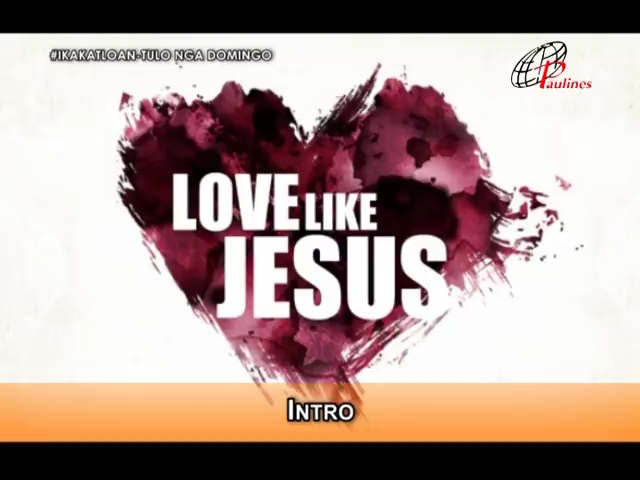 #IKAKATLOAN-TULO NGA DOMINGO
Paulines
LOVE LIKE
JESUS
INTRO